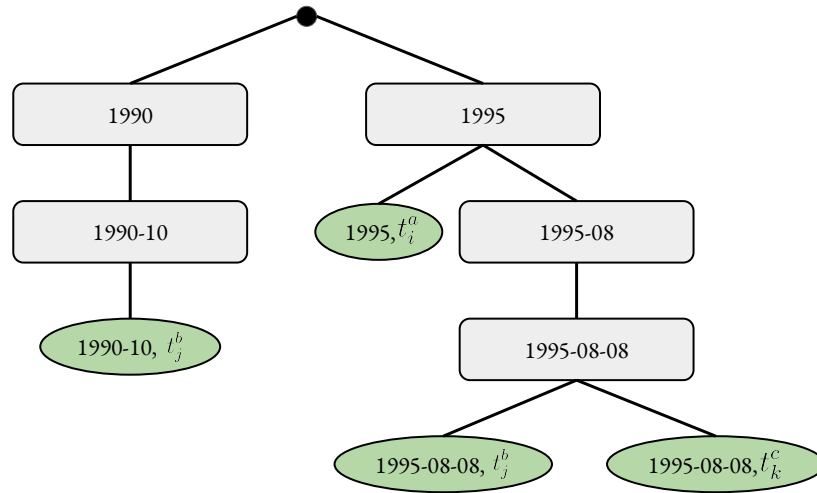 1990
1995
1990-10
1995, $t_i^a$
1995-08
1990-10, $t_j^b$
1995-08-08
1995-08-08, $t_j^b$
1995-08-08, $t_k^c$